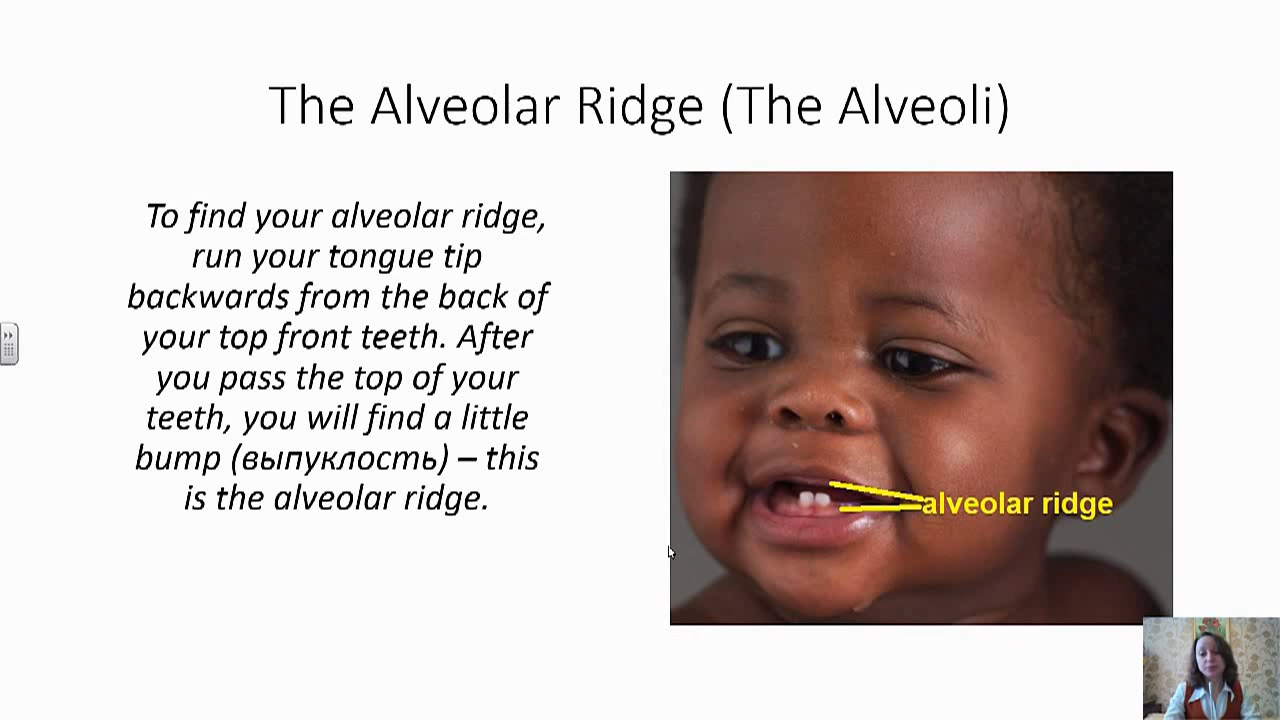 The Alveolar Ridge (The Alveoli)
To find your alveolar ridge,
run your tongue tip
backwards from the back of
your top front teeth. After
you pass the top of your
teeth, you will find a little
bump (выпуклость) – this
is the alveolar ridge.
alveolar ridge